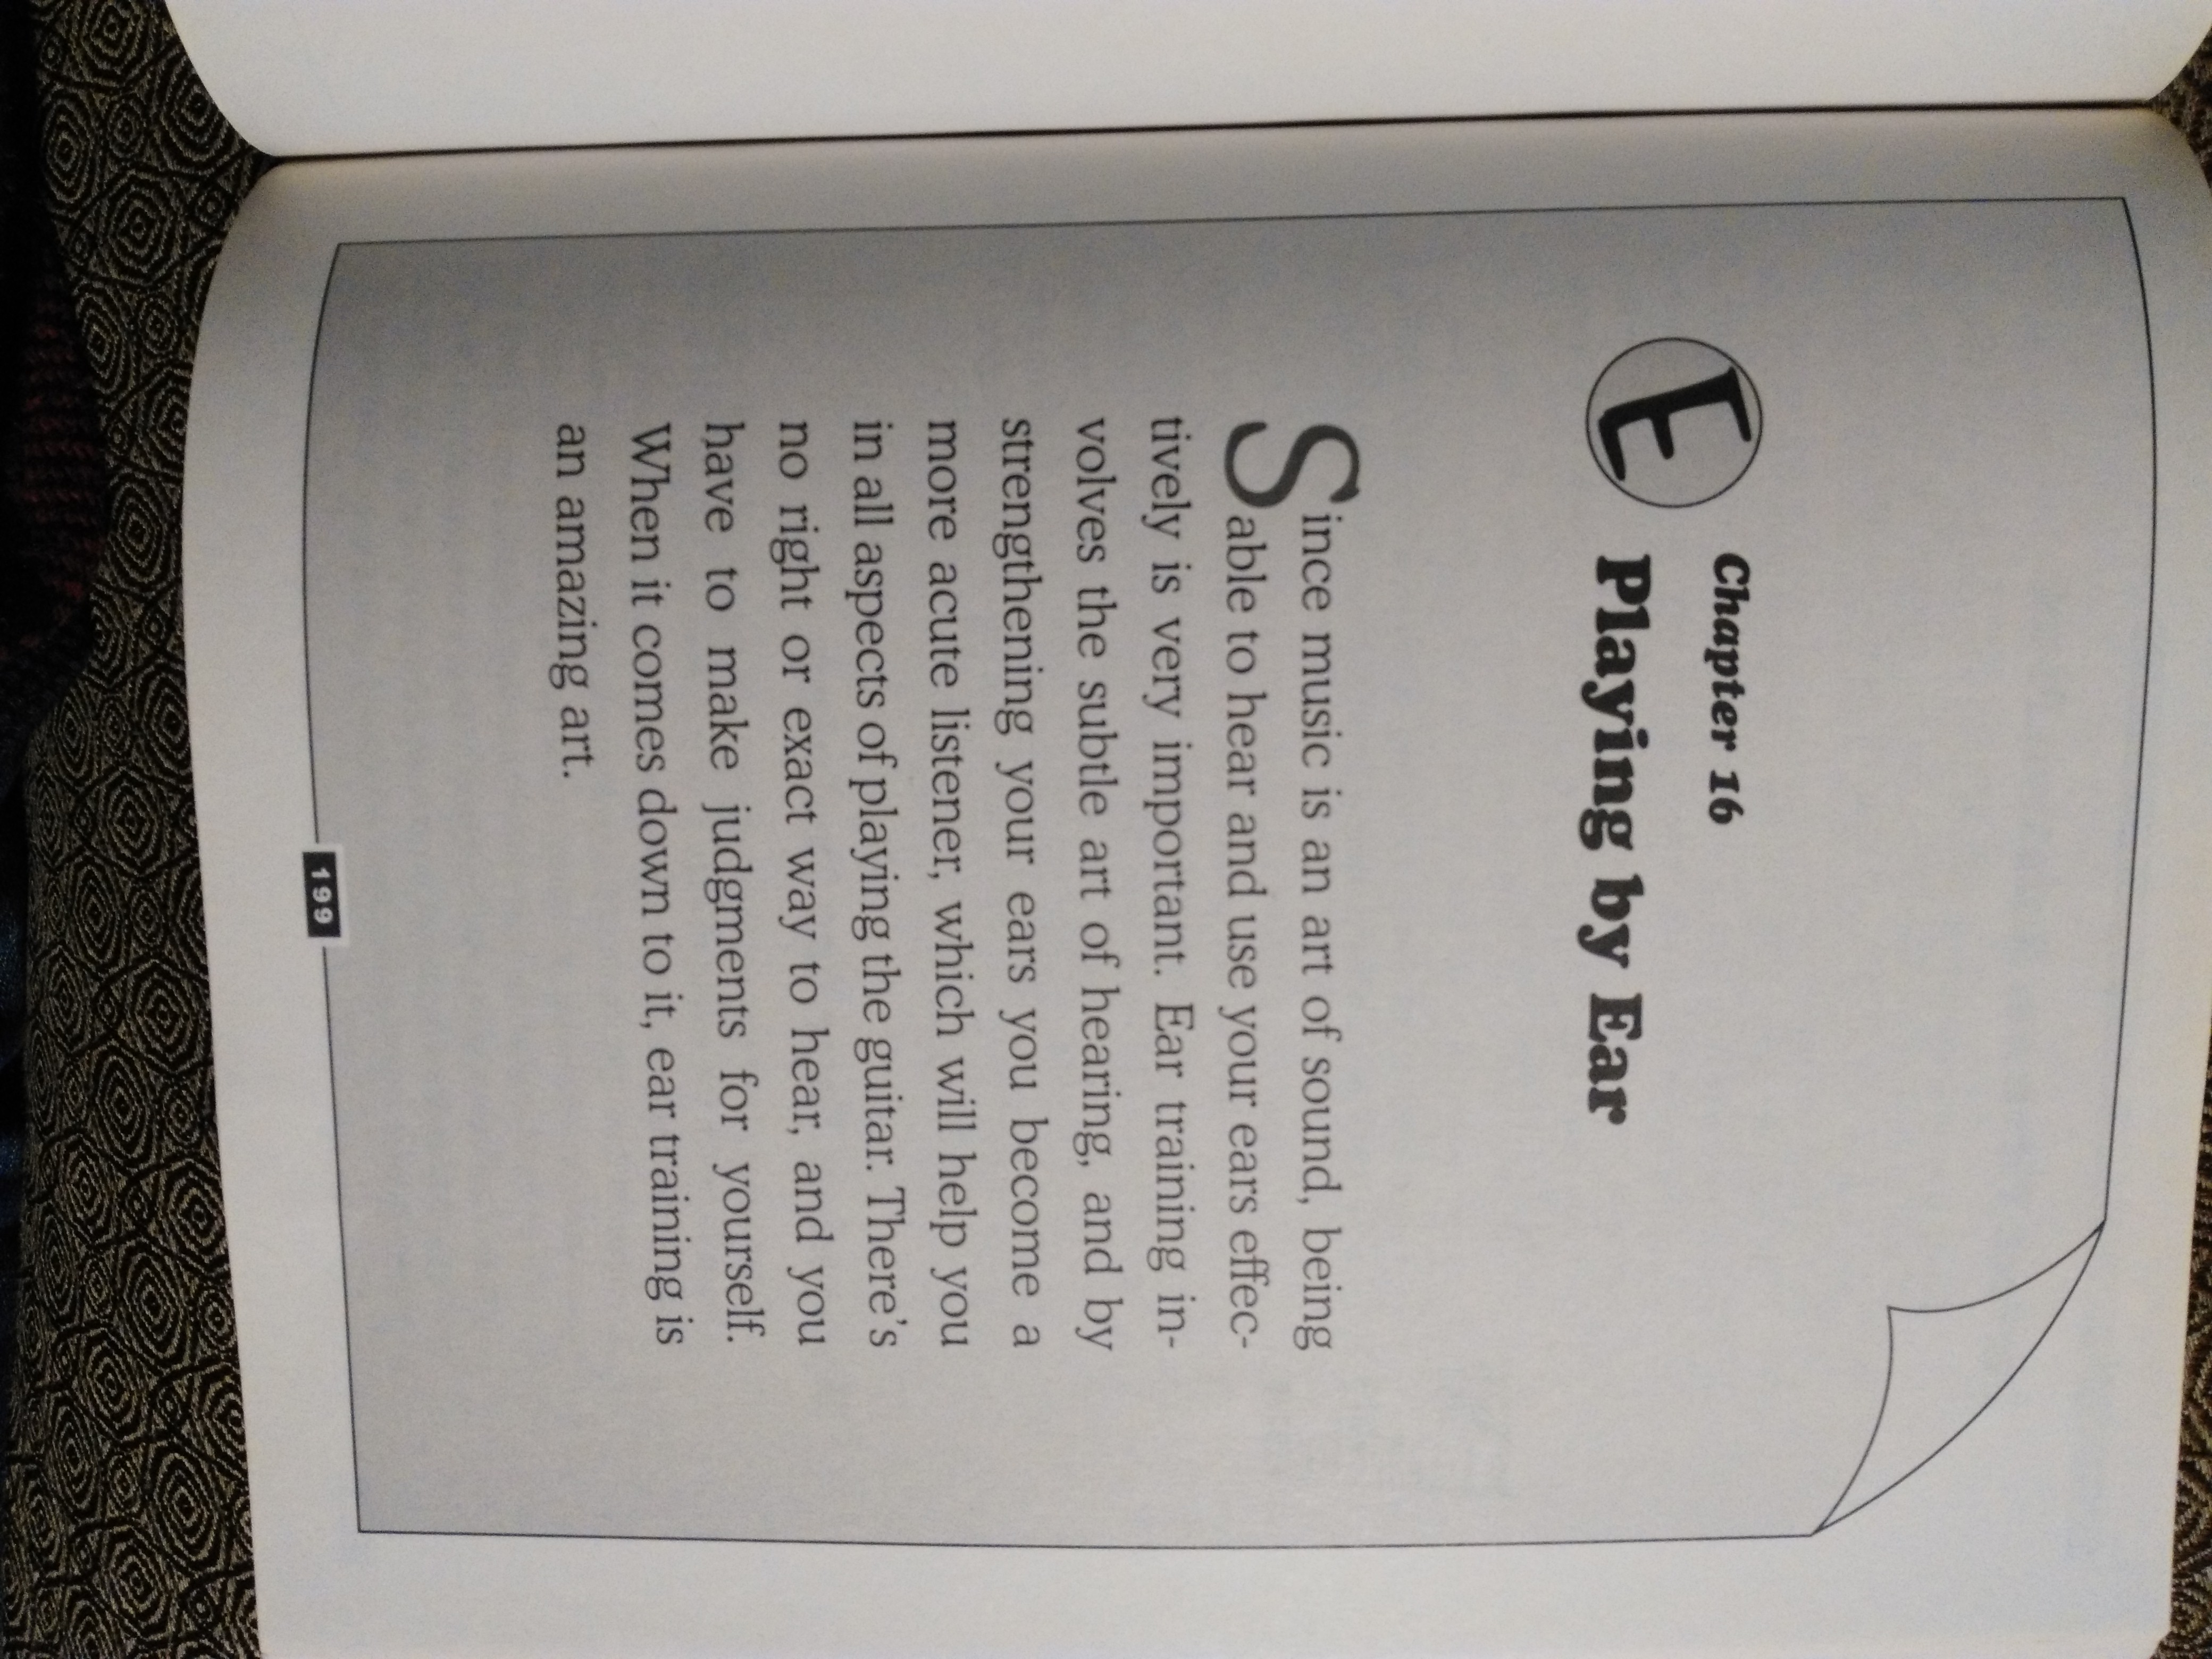 Chapter 16
E Playing by Ear
Since music is an art of sound, being
able to hear and use your ears effec-
tively is very important. Ear training in-
volves the subtle art of hearing, and by
strengthening your ears you become a
more acute listener, which will help you
in all aspects of playing the guitar. There's
no right or exact way to hear, and you
have to make judgments for yourself.
When it comes down to it, ear training is
an amazing art.
199